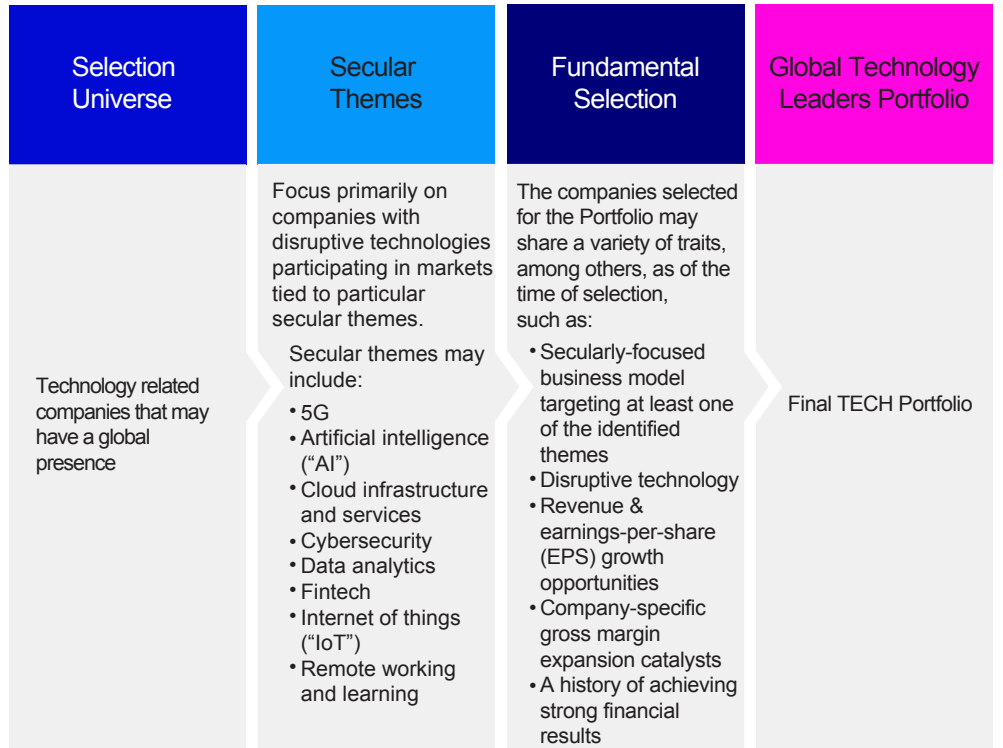 Selection
Universe
Secular
Themes
Fundamental
Selection
Global Technology
Leaders Portfolio
Technology related
companies that may
have a global
presence
Focus primarily on
companies with
disruptive technologies
participating in markets
tied to particular
secular themes.
Secular themes may
include:
• 5G
• Artificial intelligence
(“AI”)
• Cloud infrastructure
and services
• Cybersecurity
• Data analytics
• Fintech
• Internet of things
(“IoT”)
• Remote working
and learning
The companies selected
for the Portfolio may
share a variety of traits,
among others, as of the
time of selection,
such as:
• Secularly-focused
business model
targeting at least one
of the identified
themes
• Disruptive technology
• Revenue &
earnings-per-share
(EPS) growth
opportunities
• Company-specific
gross margin
expansion catalysts
• A history of achieving
strong financial
results
Final TECH Portfolio